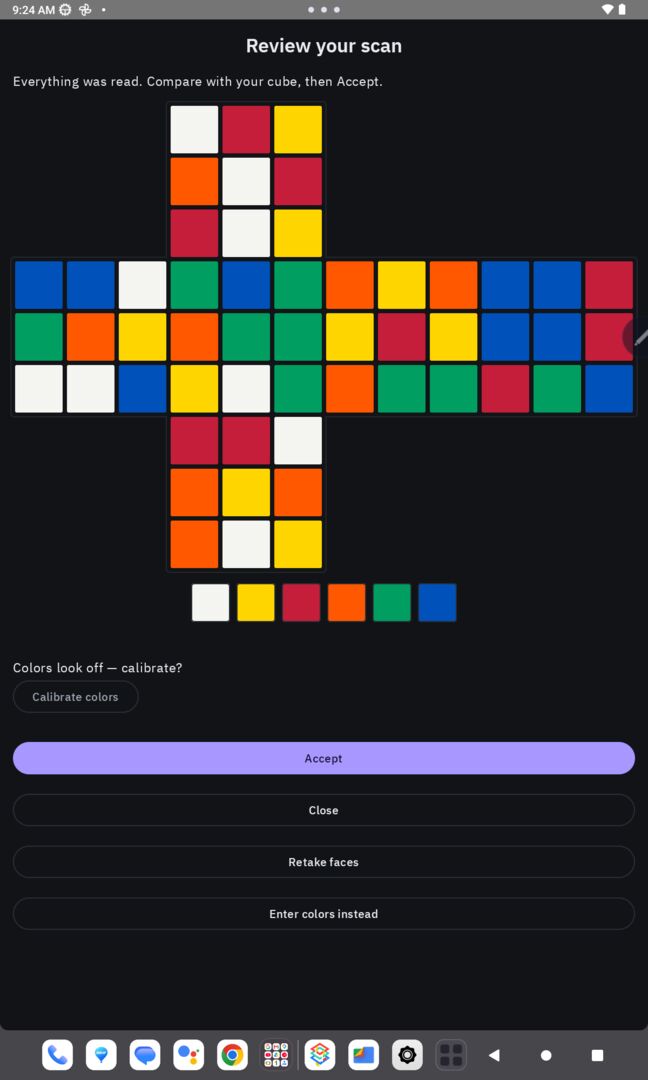 9:24 AM
Review your scan
Everything was read. Compare with your cube, then Accept.
Colors look off — calibrate?
Calibrate colors
Accept
Close
Retake faces
Enter colors instead